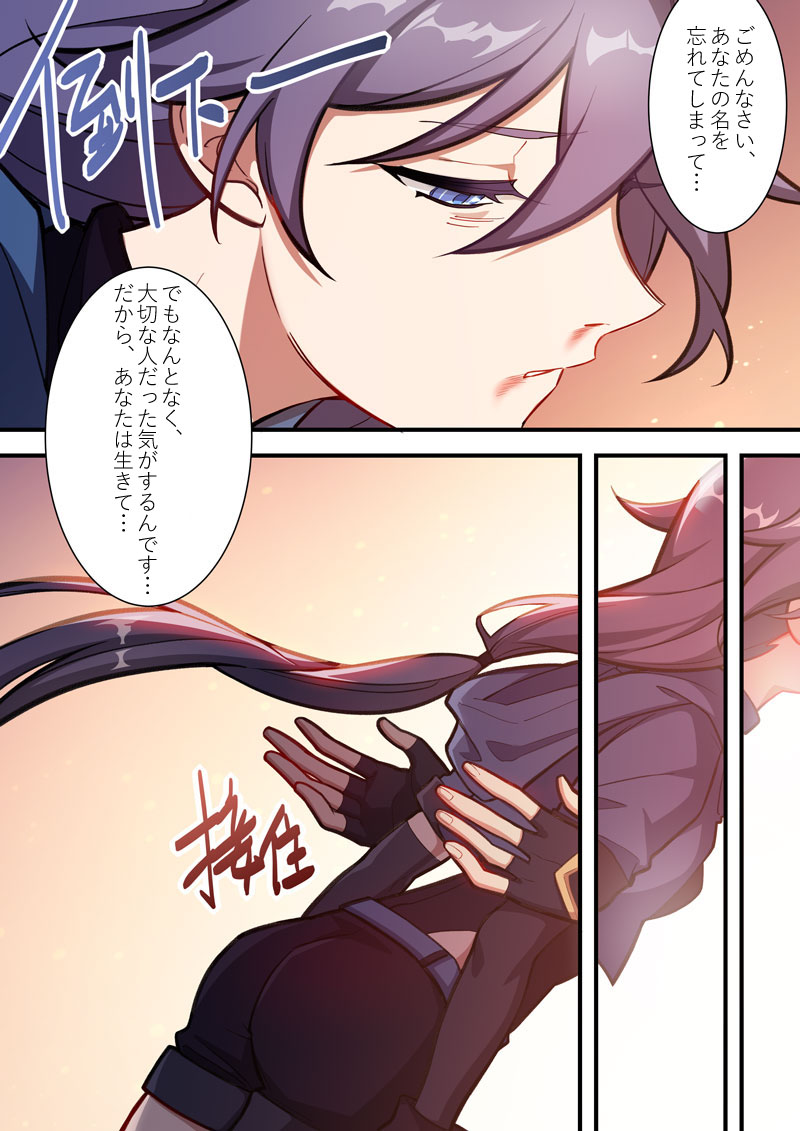 ごめんなさい、
あなたの名を
忘れてしまって…
倒下一
でもなんとなく、
大切な人だった気がするんです…
だから、あなたは生きて…
接住